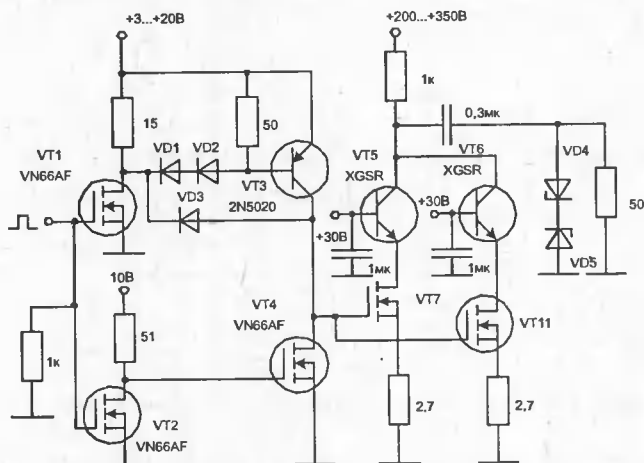 +3...+20В
+200...+350В
1к
15
50
0,3мк
VD1
VD2
VT1
VN66AF
VT3
2N5020
VT5
XGSR
VT6
XGSR
VD4
50
VD3
+30В
+30В
1мк
1мк
VD5
10В
VT4
VN66AF
VT7
VT11
51
1к
2,7
2,7
VT2
VN66AF